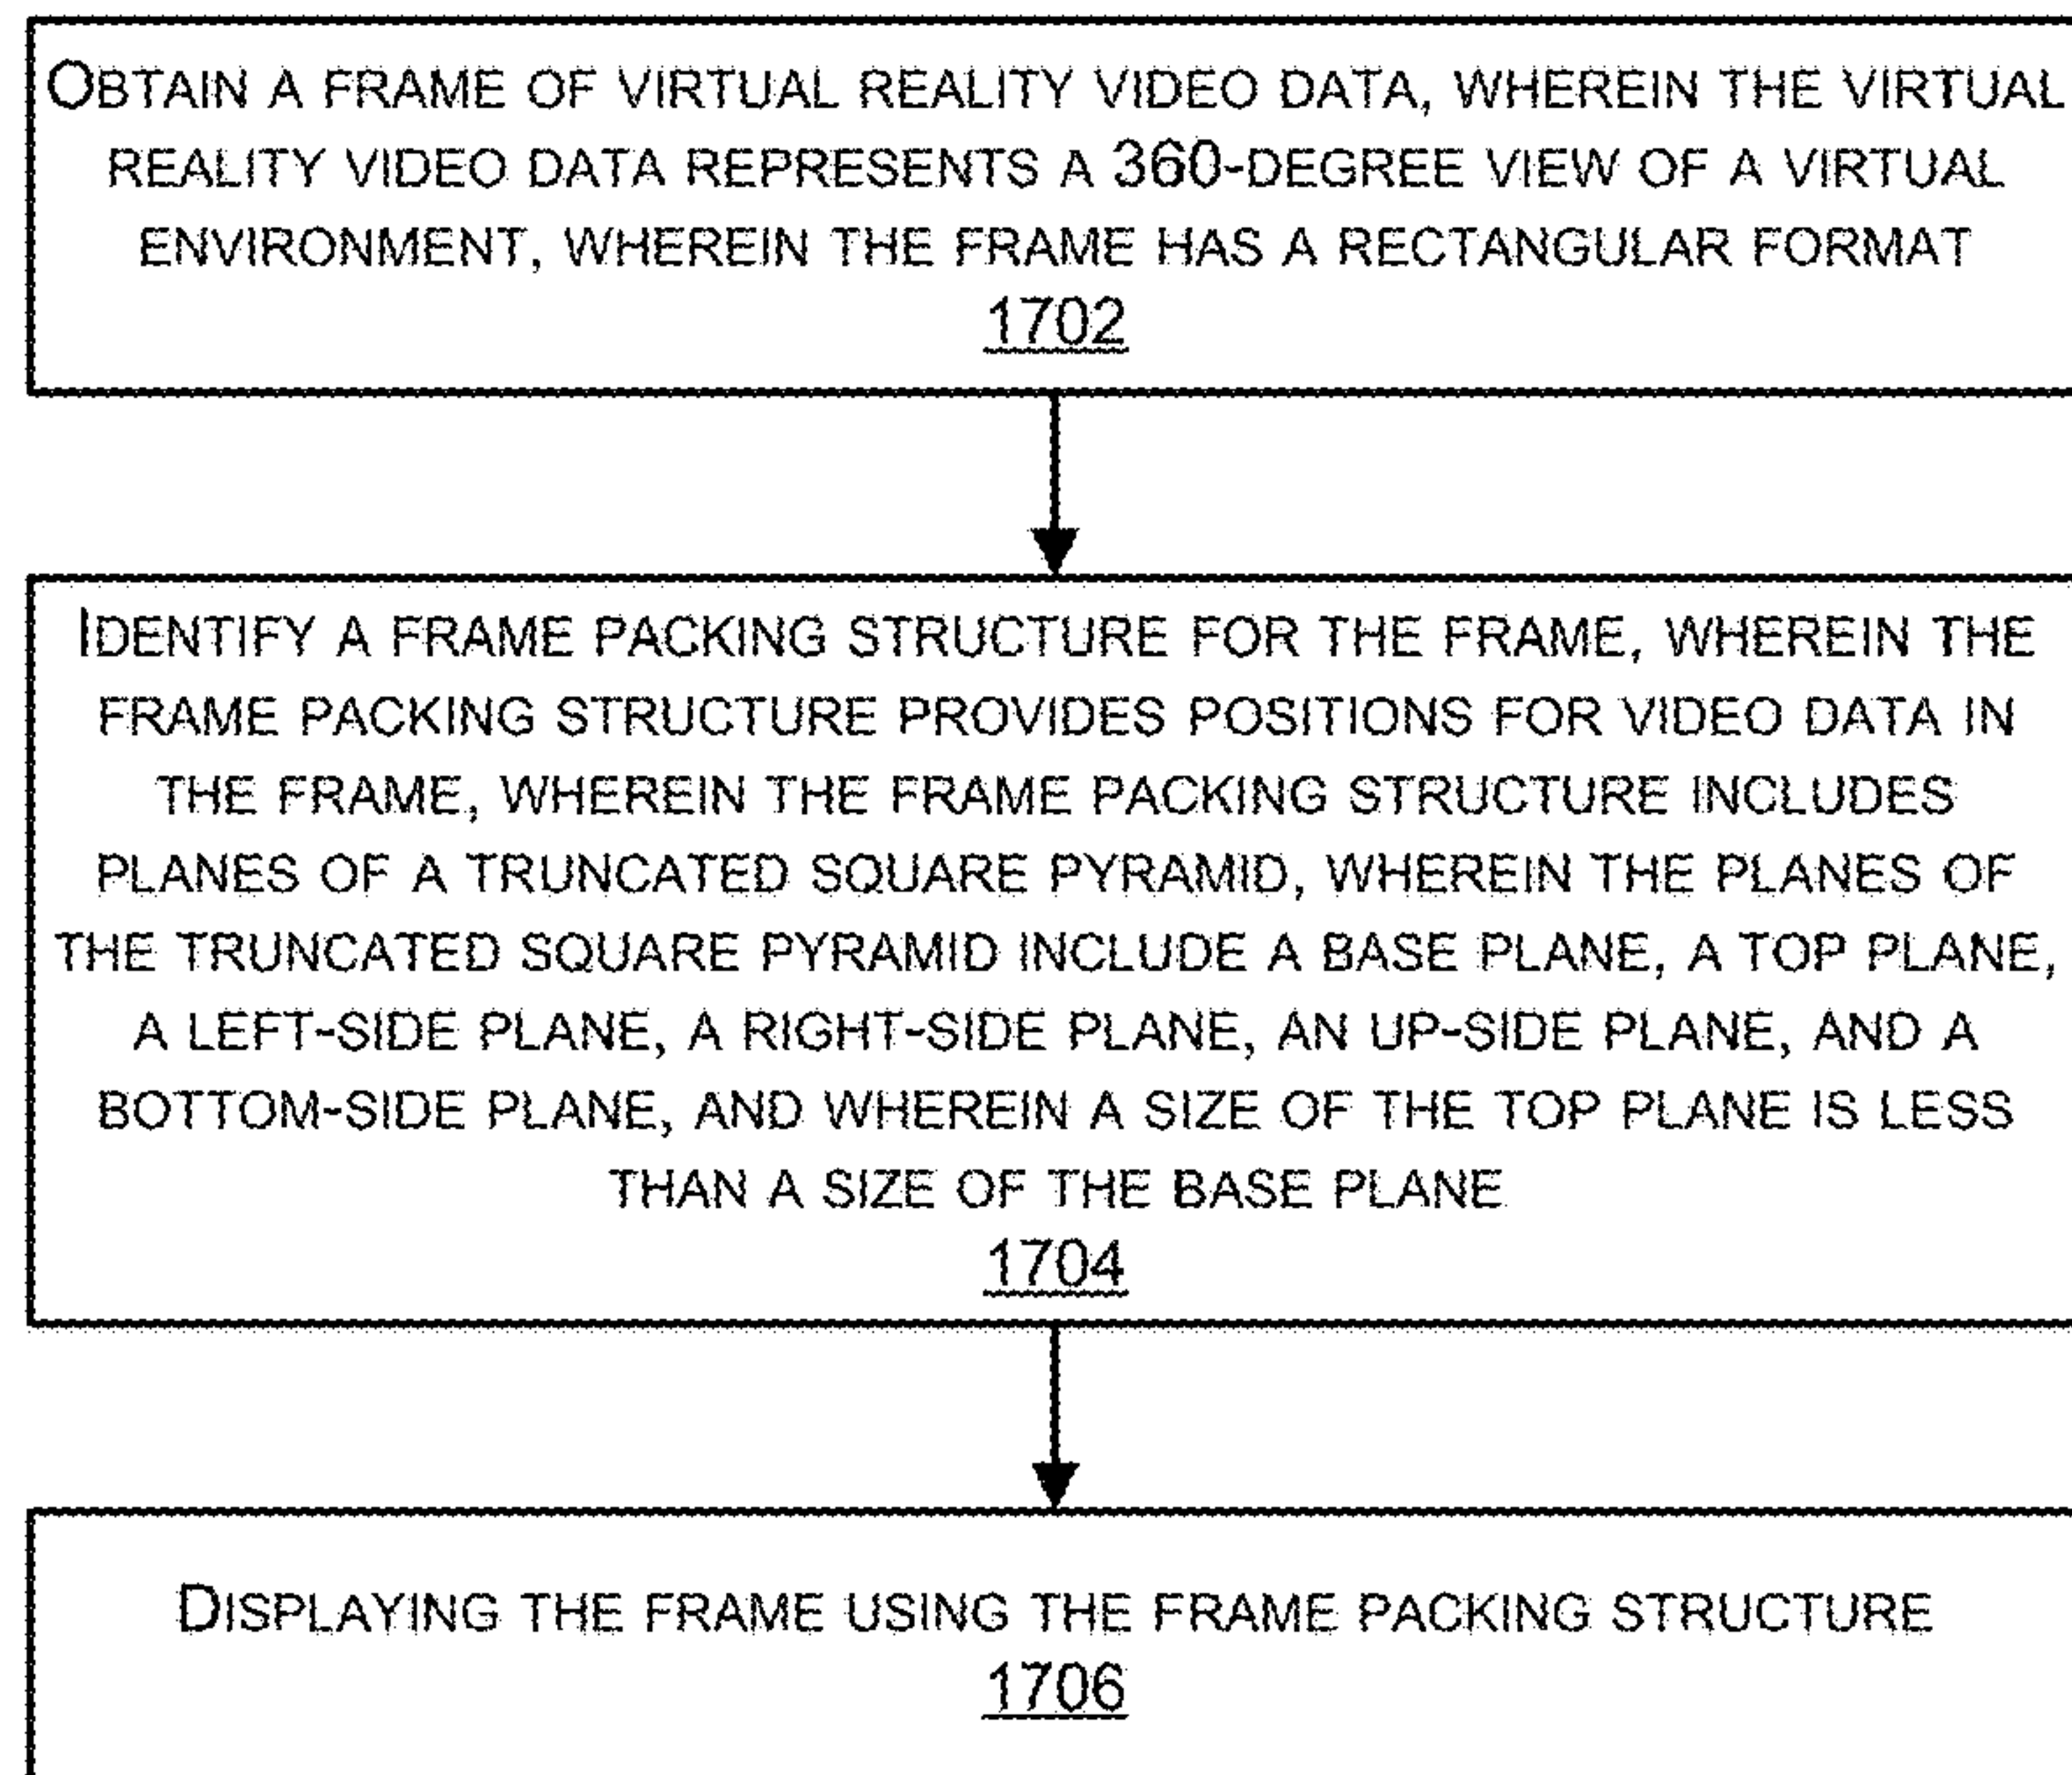 OBTAIN A FRAME OF VIRTUAL REALITY VIDEO DATA, WHEREIN THE VIRTUAL
REALITY VIDEO DATA REPRESENTS A 360-DEGREE VIEW OF A VIRTUAL
ENVIRONMENT, WHEREIN THE FRAME HAS A RECTANGULAR FORMAT
1702
IDENTIFY A FRAME PACKING STRUCTURE FOR THE FRAME, WHEREIN THE
FRAME PACKING STRUCTURE PROVIDES POSITIONS FOR VIDEO DATA IN
THE FRAME, WHEREIN THE FRAME PACKING STRUCTURE INCLUDES
PLANES OF A TRUNCATED SQUARE PYRAMID, WHEREIN THE PLANES OF
THE TRUNCATED SQUARE PYRAMID INCLUDE A BASE PLANE, A TOP PLANE,
A LEFT-SIDE PLANE, A RIGHT-SIDE PLANE, AN UP-SIDE PLANE, AND A
BOTTOM-SIDE PLANE, AND WHEREIN A SIZE OF THE TOP PLANE IS LESS
THAN A SIZE OF THE BASE PLANE
1704
DISPLAYING THE FRAME USING THE FRAME PACKING STRUCTURE
1706